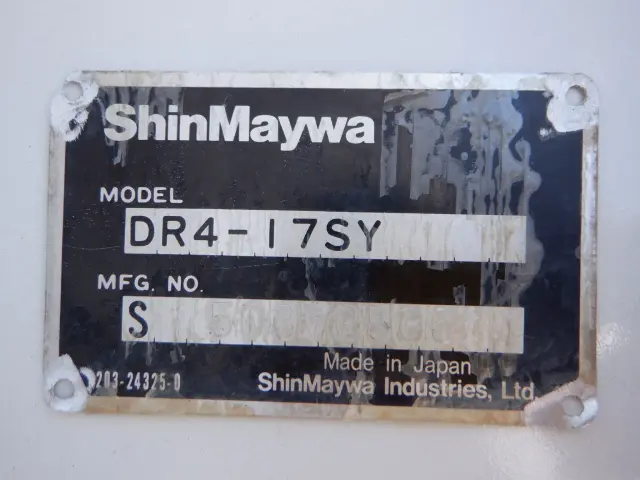 ShinMaywa
MODEL
DR4-17SY
MFG. NO.
S
Made in Japan
203-24325-0
ShinMaywa Industries, Ltd.